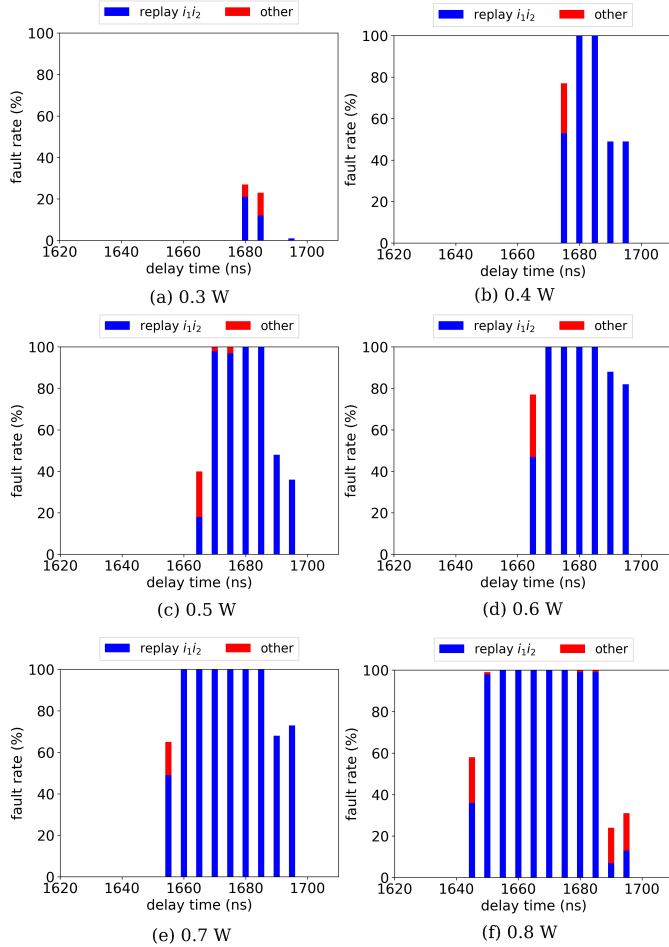 replay i₁i₂ other
fault rate (%)
100
80
60
40
20
0
1620 1640 1660 1680 1700
delay time (ns)
(a) 0.3 W
replay i₁i₂ other
fault rate (%)
100
80
60
40
20
0
1620 1640 1660 1680 1700
delay time (ns)
(b) 0.4 W
replay i₁i₂ other
fault rate (%)
100
80
60
40
20
0
1620 1640 1660 1680 1700
delay time (ns)
(c) 0.5 W
replay i₁i₂ other
fault rate (%)
100
80
60
40
20
0
1620 1640 1660 1680 1700
delay time (ns)
(d) 0.6 W
replay i₁i₂ other
fault rate (%)
100
80
60
40
20
0
1620 1640 1660 1680 1700
delay time (ns)
(e) 0.7 W
replay i₁i₂ other
fault rate (%)
100
80
60
40
20
0
1620 1640 1660 1680 1700
delay time (ns)
(f) 0.8 W